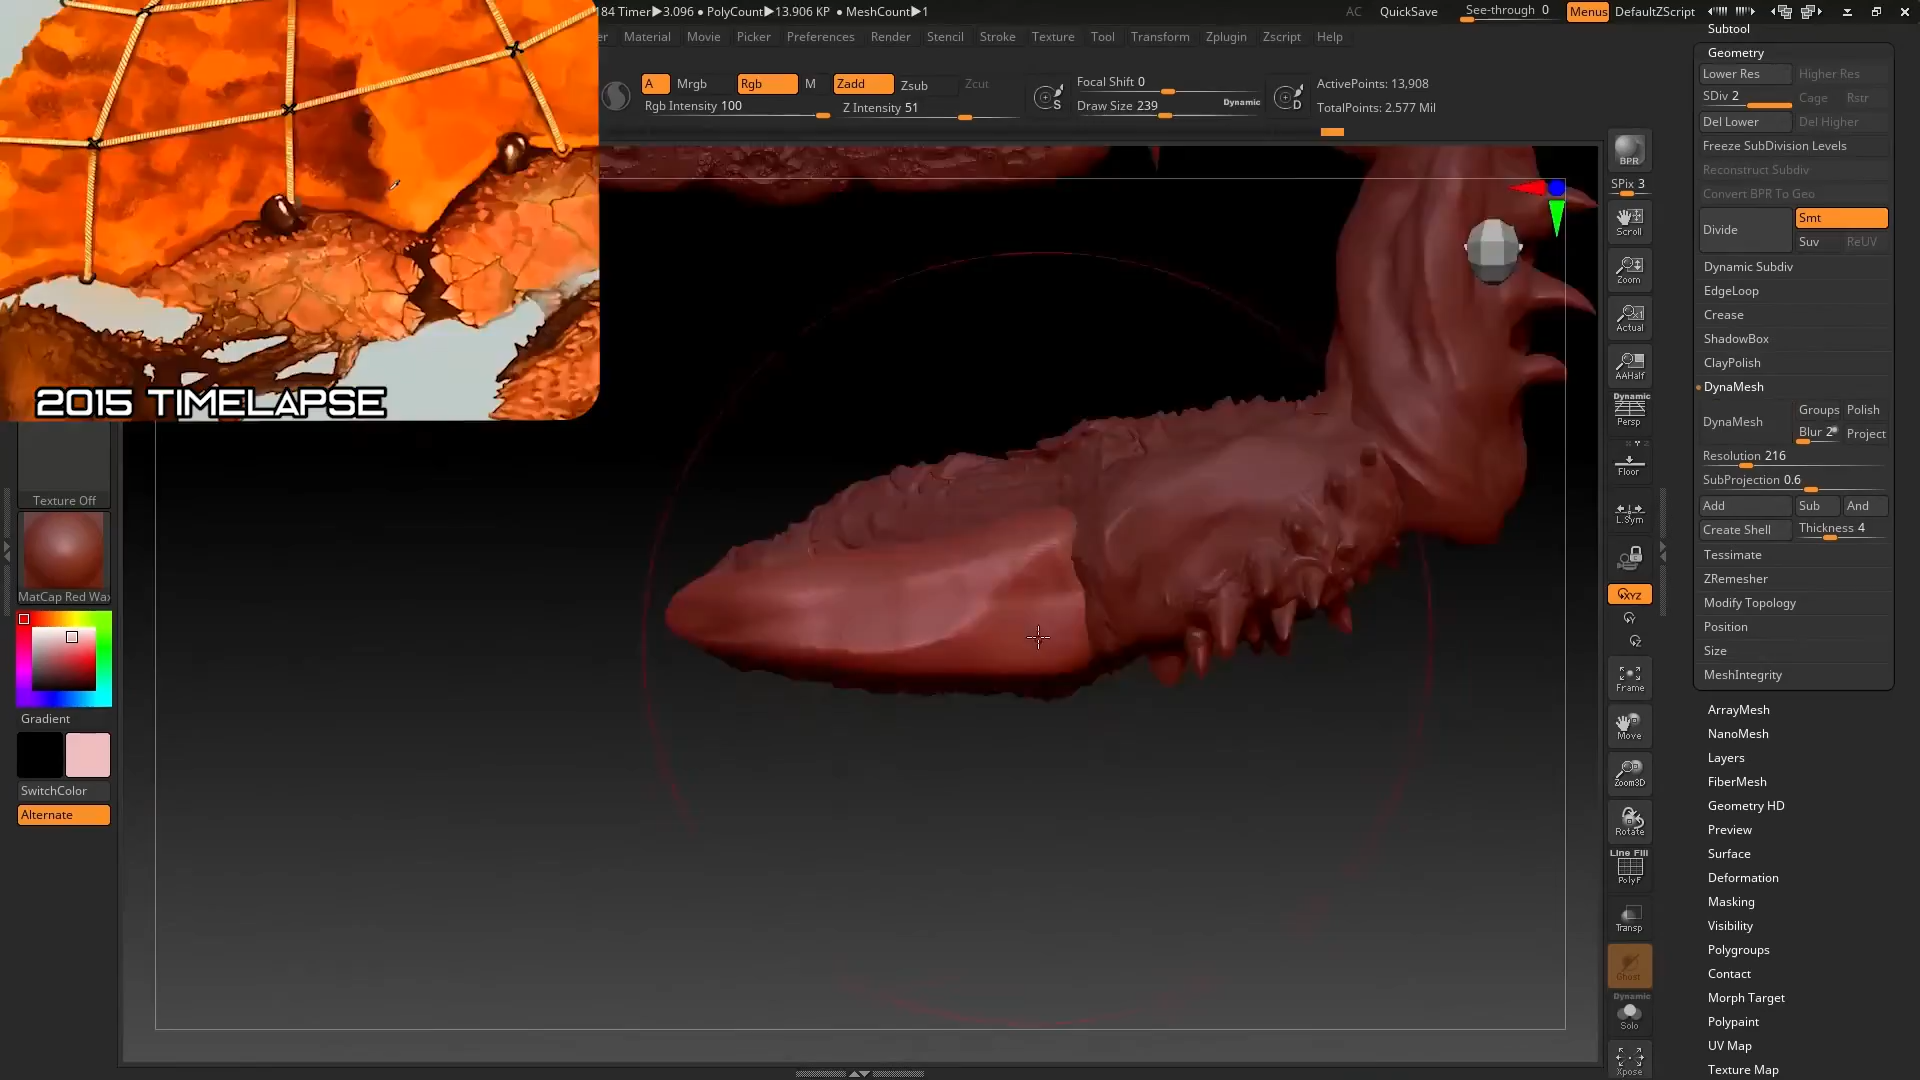 184 Timer▶3.096 ● PolyCount▶13.906 KP ● MeshCount▶1
AC QuickSave See-through 0 Menus DefaultZScript
er Material Movie Picker Preferences Render Stencil Stroke Texture Tool Transform Zplugin Zscript Help
A Mrgb Rgb M Zadd Zsub Zcut
Rgb Intensity 100 Z Intensity 51
S Focal Shift 0
Draw Size 239 Dynamic
D ActivePoints: 13,908
TotalPoints: 2.577 Mil
2015 TIMELAPSE
Texture Off
MatCap Red Wax
Gradient
SwitchColor
Alternate
BPR
SPix 3
Scroll
Zoom
Actual
AAHalf
Dynamic
Persp
Floor
L.Sym
XYZ
Y
Z
Frame
Move
Zoom3D
Rotate
Line Fill
PolyF
Transp
Ghost
Dynamic
Solo
Xpose
Subtool
Geometry
Lower Res Higher Res
SDiv 2 Cage Rstr
Del Lower Del Higher
Freeze SubDivision Levels
Reconstruct Subdiv
Convert BPR To Geo
Divide Smt
Suv ReUV
Dynamic Subdiv
EdgeLoop
Crease
ShadowBox
ClayPolish
DynaMesh
DynaMesh Groups Polish
Blur 2 Project
Resolution 216
SubProjection 0.6
Add Sub And
Create Shell Thickness 4
Tessimate
ZRemesher
Modify Topology
Position
Size
MeshIntegrity
ArrayMesh
NanoMesh
Layers
FiberMesh
Geometry HD
Preview
Surface
Deformation
Masking
Visibility
Polygroups
Contact
Morph Target
Polypaint
UV Map
Texture Map